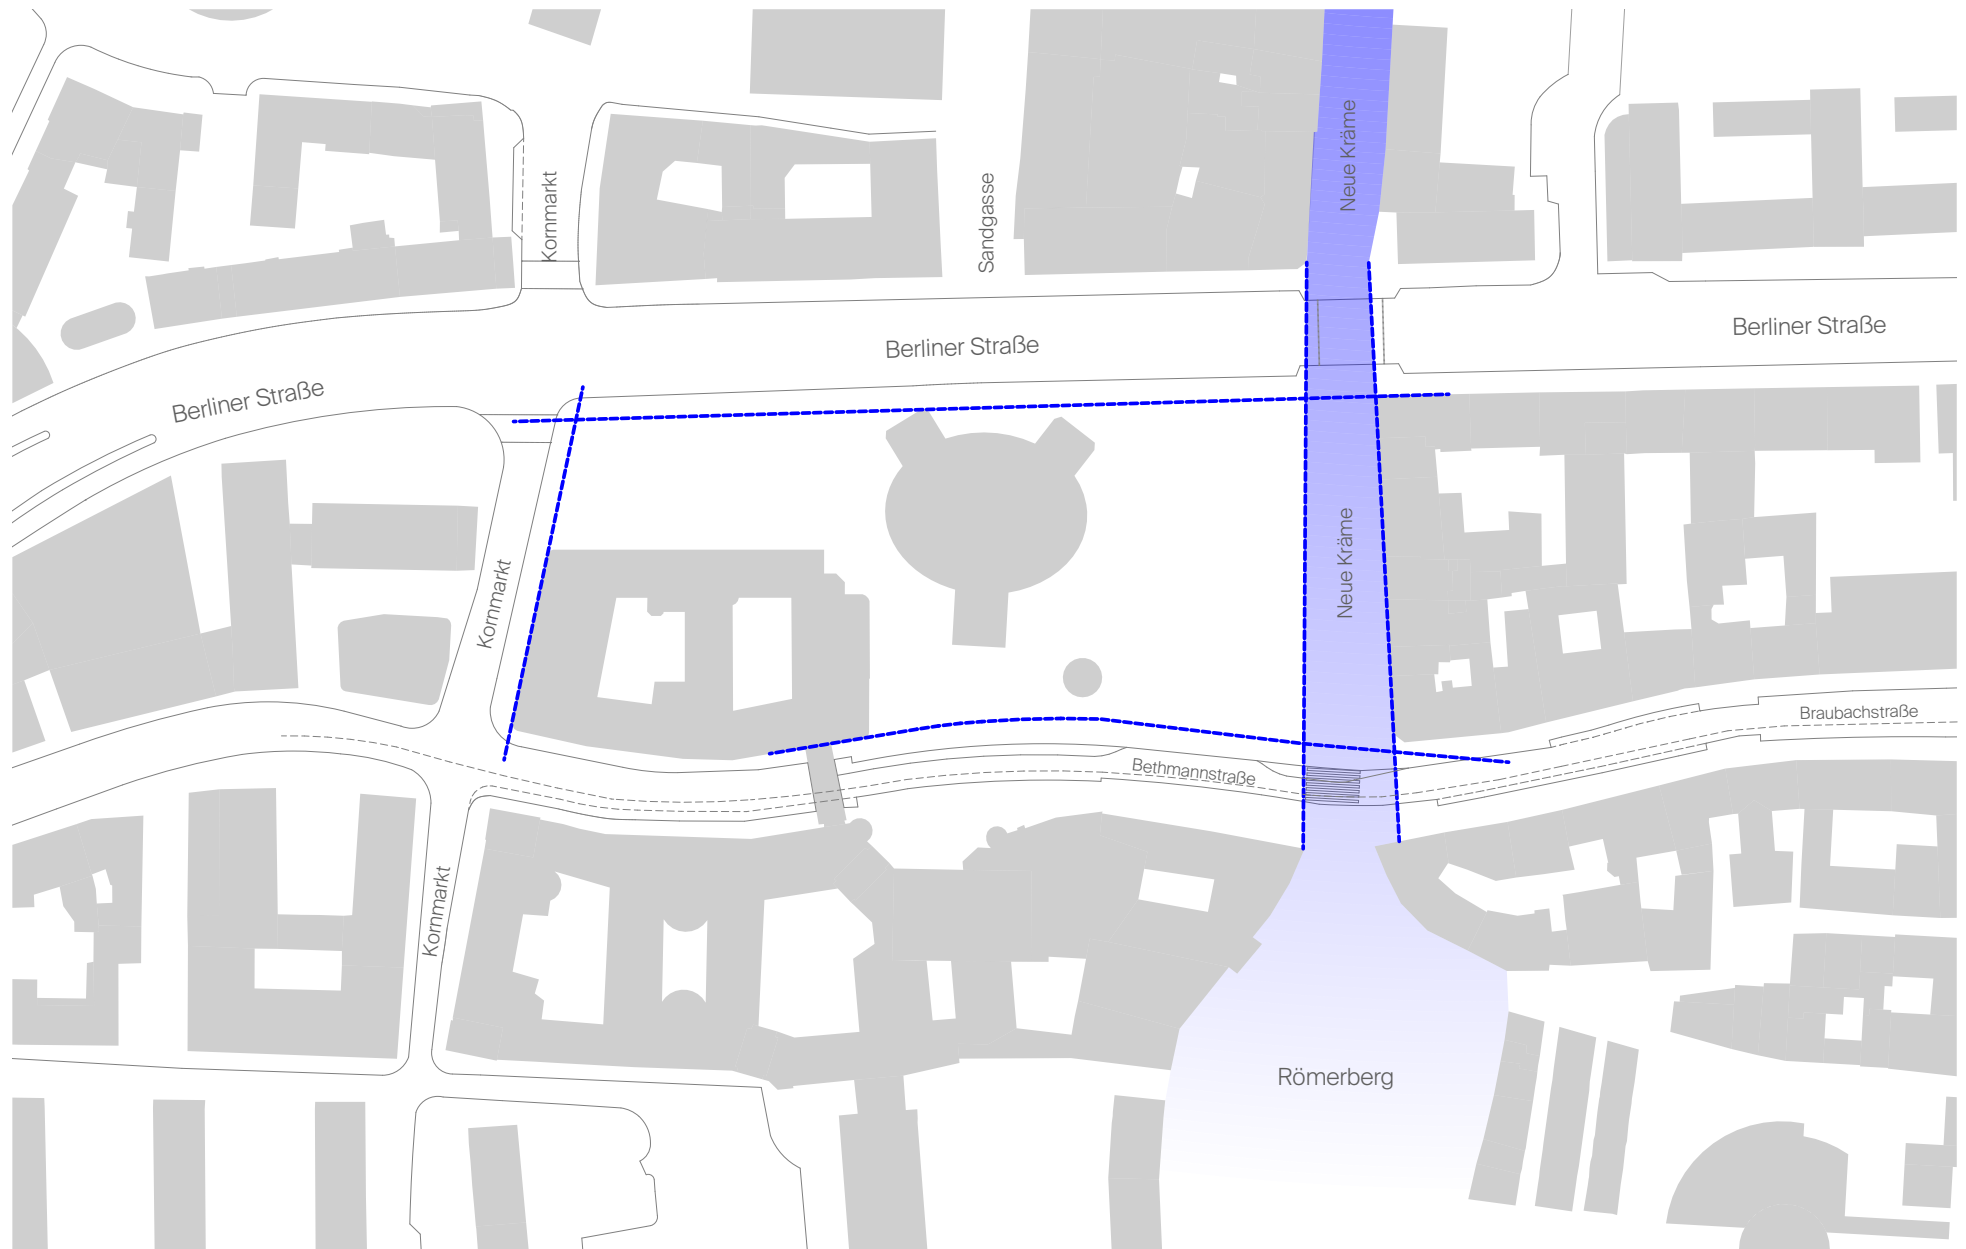 Neue Kräme
Kornmarkt
Sandgasse
Berliner Straße
Berliner Straße
Berliner Straße
Neue Kräme
Kornmarkt
Braubachstraße
Bethmannstraße
Kornmarkt
Römerberg